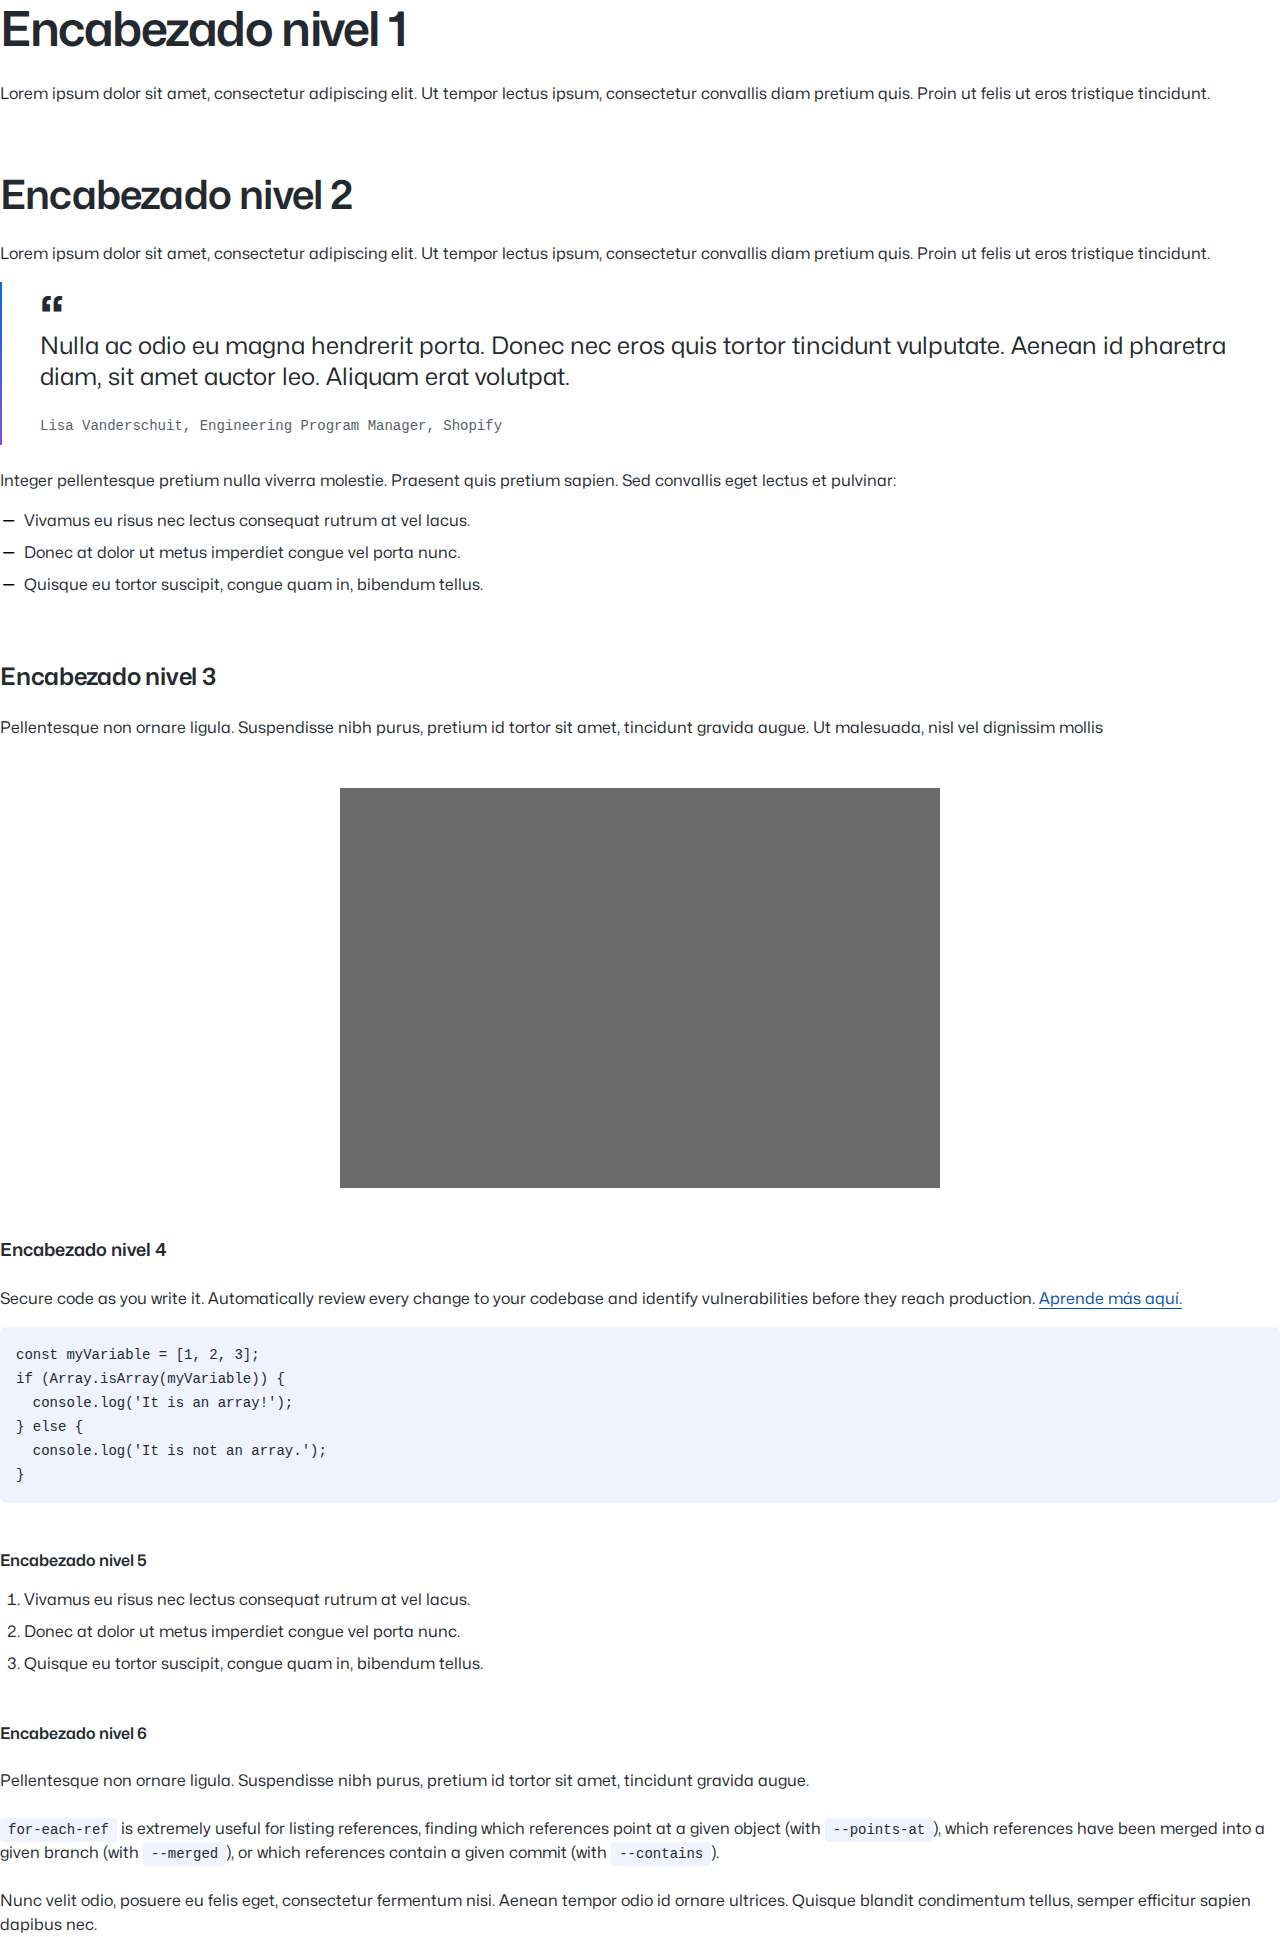 Encabezado nivel 1
Lorem ipsum dolor sit amet, consectetur adipiscing elit. Ut tempor lectus ipsum, consectetur convallis diam pretium quis. Proin ut felis ut eros tristique tincidunt.
Encabezado nivel 2
Lorem ipsum dolor sit amet, consectetur adipiscing elit. Ut tempor lectus ipsum, consectetur convallis diam pretium quis. Proin ut felis ut eros tristique tincidunt.
“
Nulla ac odio eu magna hendrerit porta. Donec nec eros quis tortor tincidunt vulputate. Aenean id pharetra
diam, sit amet auctor leo. Aliquam erat volutpat.
Lisa Vanderschuit, Engineering Program Manager, Shopify
Integer pellentesque pretium nulla viverra molestie. Praesent quis pretium sapien. Sed convallis eget lectus et pulvinar:
— Vivamus eu risus nec lectus consequat rutrum at vel lacus.
— Donec at dolor ut metus imperdiet congue vel porta nunc.
— Quisque eu tortor suscipit, congue quam in, bibendum tellus.
Encabezado nivel 3
Pellentesque non ornare ligula. Suspendisse nibh purus, pretium id tortor sit amet, tincidunt gravida augue. Ut malesuada, nisl vel dignissim mollis
Encabezado nivel 4
Secure code as you write it. Automatically review every change to your codebase and identify vulnerabilities before they reach production. Aprende más aquí.
const myVariable = [1, 2, 3];
if (Array.isArray(myVariable)) {
  console.log('It is an array!');
} else {
  console.log('It is not an array.');
}
Encabezado nivel 5
1. Vivamus eu risus nec lectus consequat rutrum at vel lacus.
2. Donec at dolor ut metus imperdiet congue vel porta nunc.
3. Quisque eu tortor suscipit, congue quam in, bibendum tellus.
Encabezado nivel 6
Pellentesque non ornare ligula. Suspendisse nibh purus, pretium id tortor sit amet, tincidunt gravida augue.
for-each-ref is extremely useful for listing references, finding which references point at a given object (with --points-at), which references have been merged into a
given branch (with --merged), or which references contain a given commit (with --contains).
Nunc velit odio, posuere eu felis eget, consectetur fermentum nisi. Aenean tempor odio id ornare ultrices. Quisque blandit condimentum tellus, semper efficitur sapien
dapibus nec.